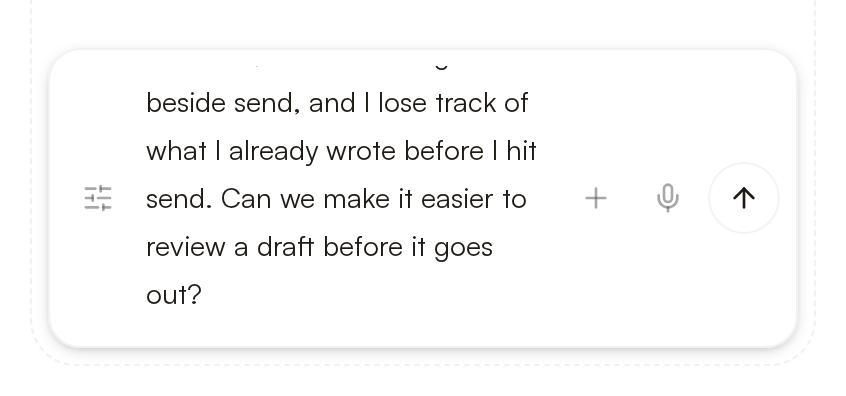 beside send, and I lose track of
what I already wrote before I hit
send. Can we make it easier to
review a draft before it goes
out?